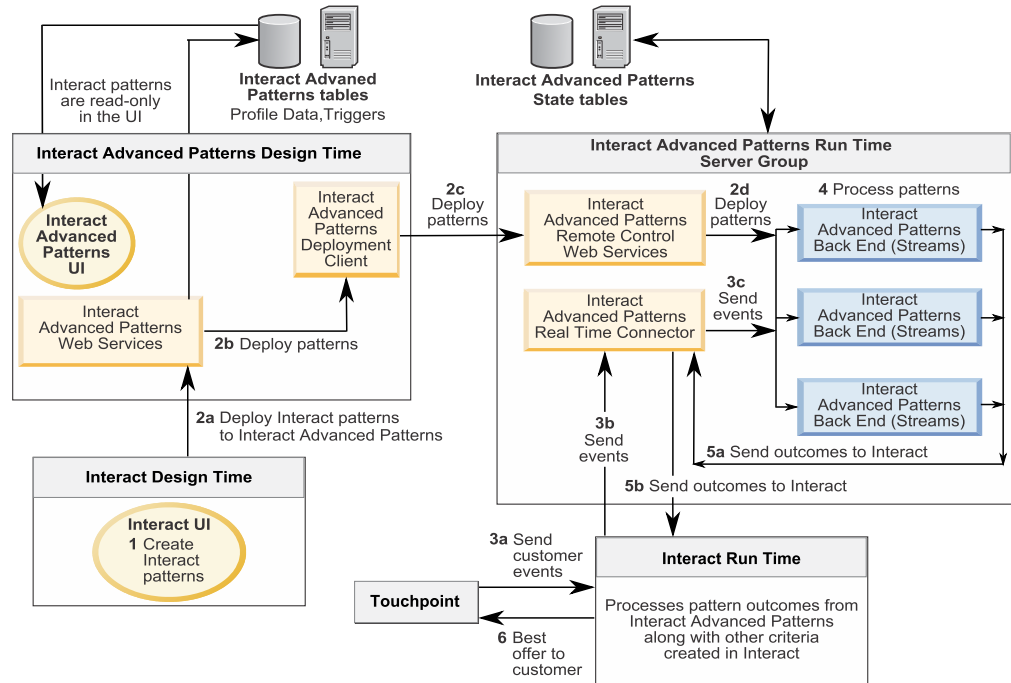 Interact patterns
are read-only
in the UI
Interact Advaned
Patterns tables
Profile Data,Triggers
Interact Advanced Patterns
State tables
Interact Advanced Patterns Design Time
Interact
Advanced
Patterns
UI
Interact
Advanced Patterns
Web Services
2b Deploy patterns
Interact
Advanced
Patterns
Deployment
Client
2c
Deploy
patterns
2a Deploy Interact patterns
to Interact Advanced Patterns
Interact Design Time
Interact UI
1 Create
Interact
patterns
Interact Advanced Patterns Run Time
Server Group
Interact
Advanced Patterns
Remote Control
Web Services
2d
Deploy
patterns
4 Process patterns
Interact
Advanced Patterns
Back End (Streams)
Interact
Advanced Patterns
Real Time Connector
3c
Send
events
Interact
Advanced Patterns
Back End (Streams)
Interact
Advanced Patterns
Back End (Streams)
3b
Send
events
5a Send outcomes to Interact
5b Send outcomes to Interact
3a Send
customer
events
Touchpoint
6 Best
offer to
customer
Interact Run Time
Processes pattern outcomes from
Interact Advanced Patterns
along with other criteria
created in Interact